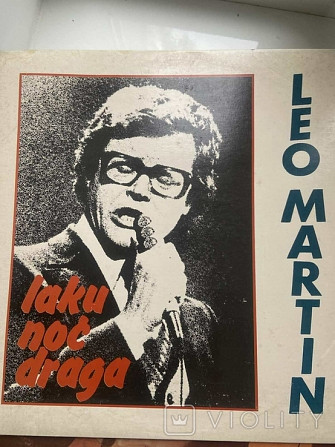 LEO MARTIN
laku
noć
draga
VIOLITY